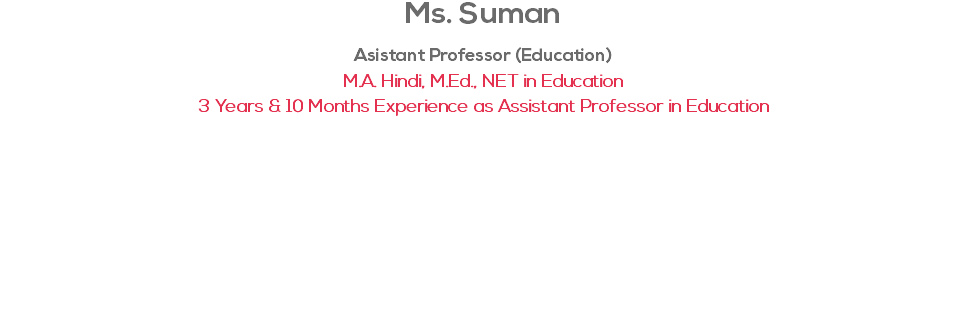 Ms. Suman
Asistant Professor (Education)
M.A. Hindi, M.Ed., NET in Education
3 Years & 10 Months Experience as Assistant Professor in Education